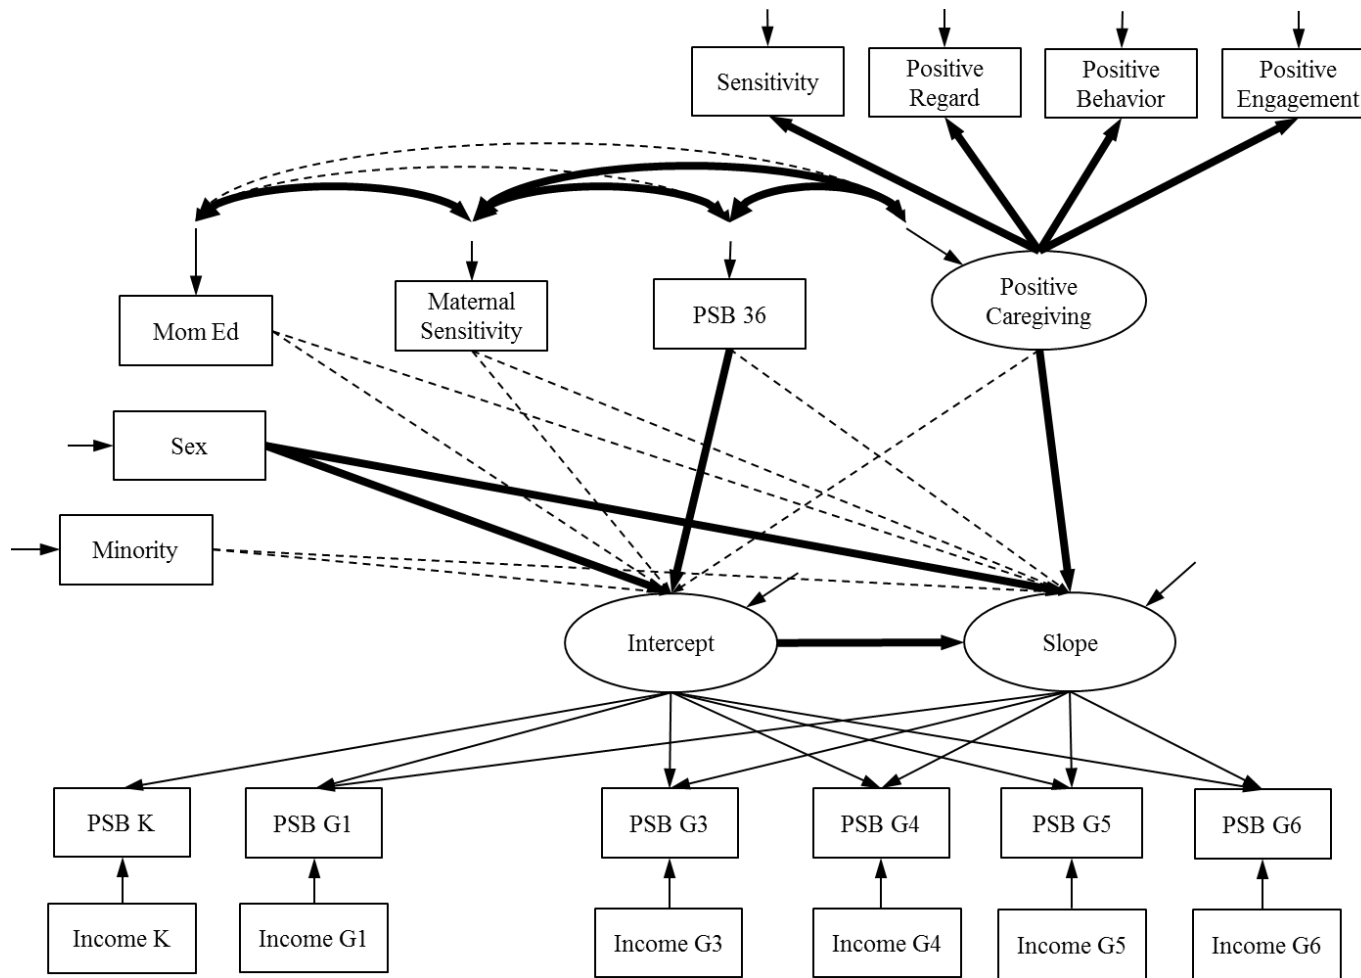 Sensitivity
Positive
Regard
Positive
Behavior
Positive
Engagement
Mom Ed
Maternal
Sensitivity
PSB 36
Positive
Caregiving
Sex
Minority
Intercept
Slope
PSB K
PSB G1
PSB G3
PSB G4
PSB G5
PSB G6
Income K
Income G1
Income G3
Income G4
Income G5
Income G6